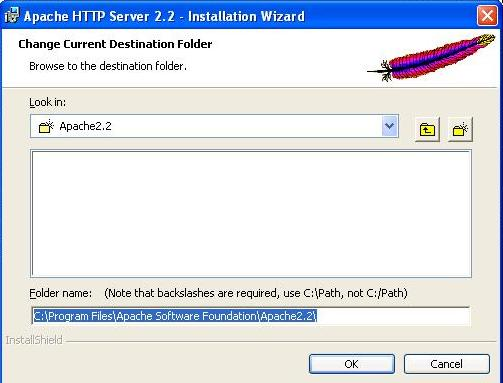 Apache HTTP Server 2.2 - Installation Wizard
Change Current Destination Folder
Browse to the destination folder.
Look in:
Apache2.2
Folder name: (Note that backslashes are required, use C:\Path, not C:/Path)
C:\Program Files\Apache Software Foundation\Apache2.2\
InstallShield
OK Cancel